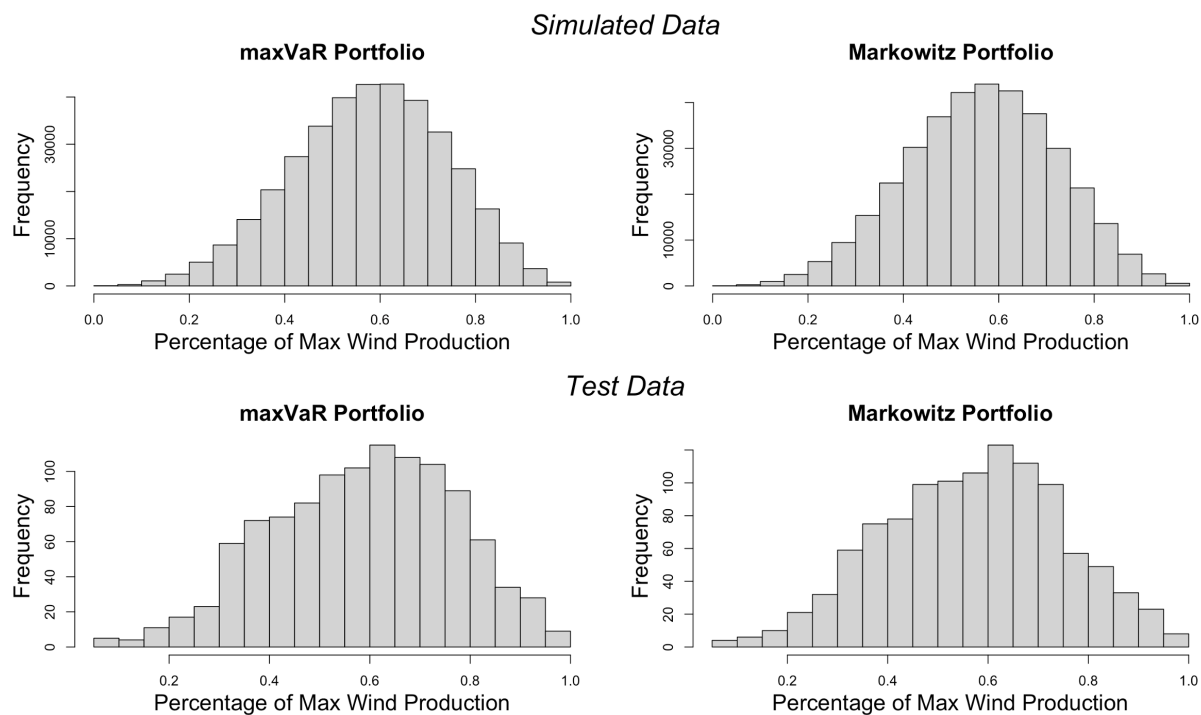 Simulated Data
maxVaR Portfolio
Frequency
0
10000
30000
0.0 0.2 0.4 0.6 0.8 1.0
Percentage of Max Wind Production
Markowitz Portfolio
Frequency
0
10000
30000
0.0 0.2 0.4 0.6 0.8 1.0
Percentage of Max Wind Production
Test Data
maxVaR Portfolio
Frequency
0
20
40
60
80
100
0.2 0.4 0.6 0.8 1.0
Percentage of Max Wind Production
Markowitz Portfolio
Frequency
0
20
40
60
80
100
0.2 0.4 0.6 0.8 1.0
Percentage of Max Wind Production